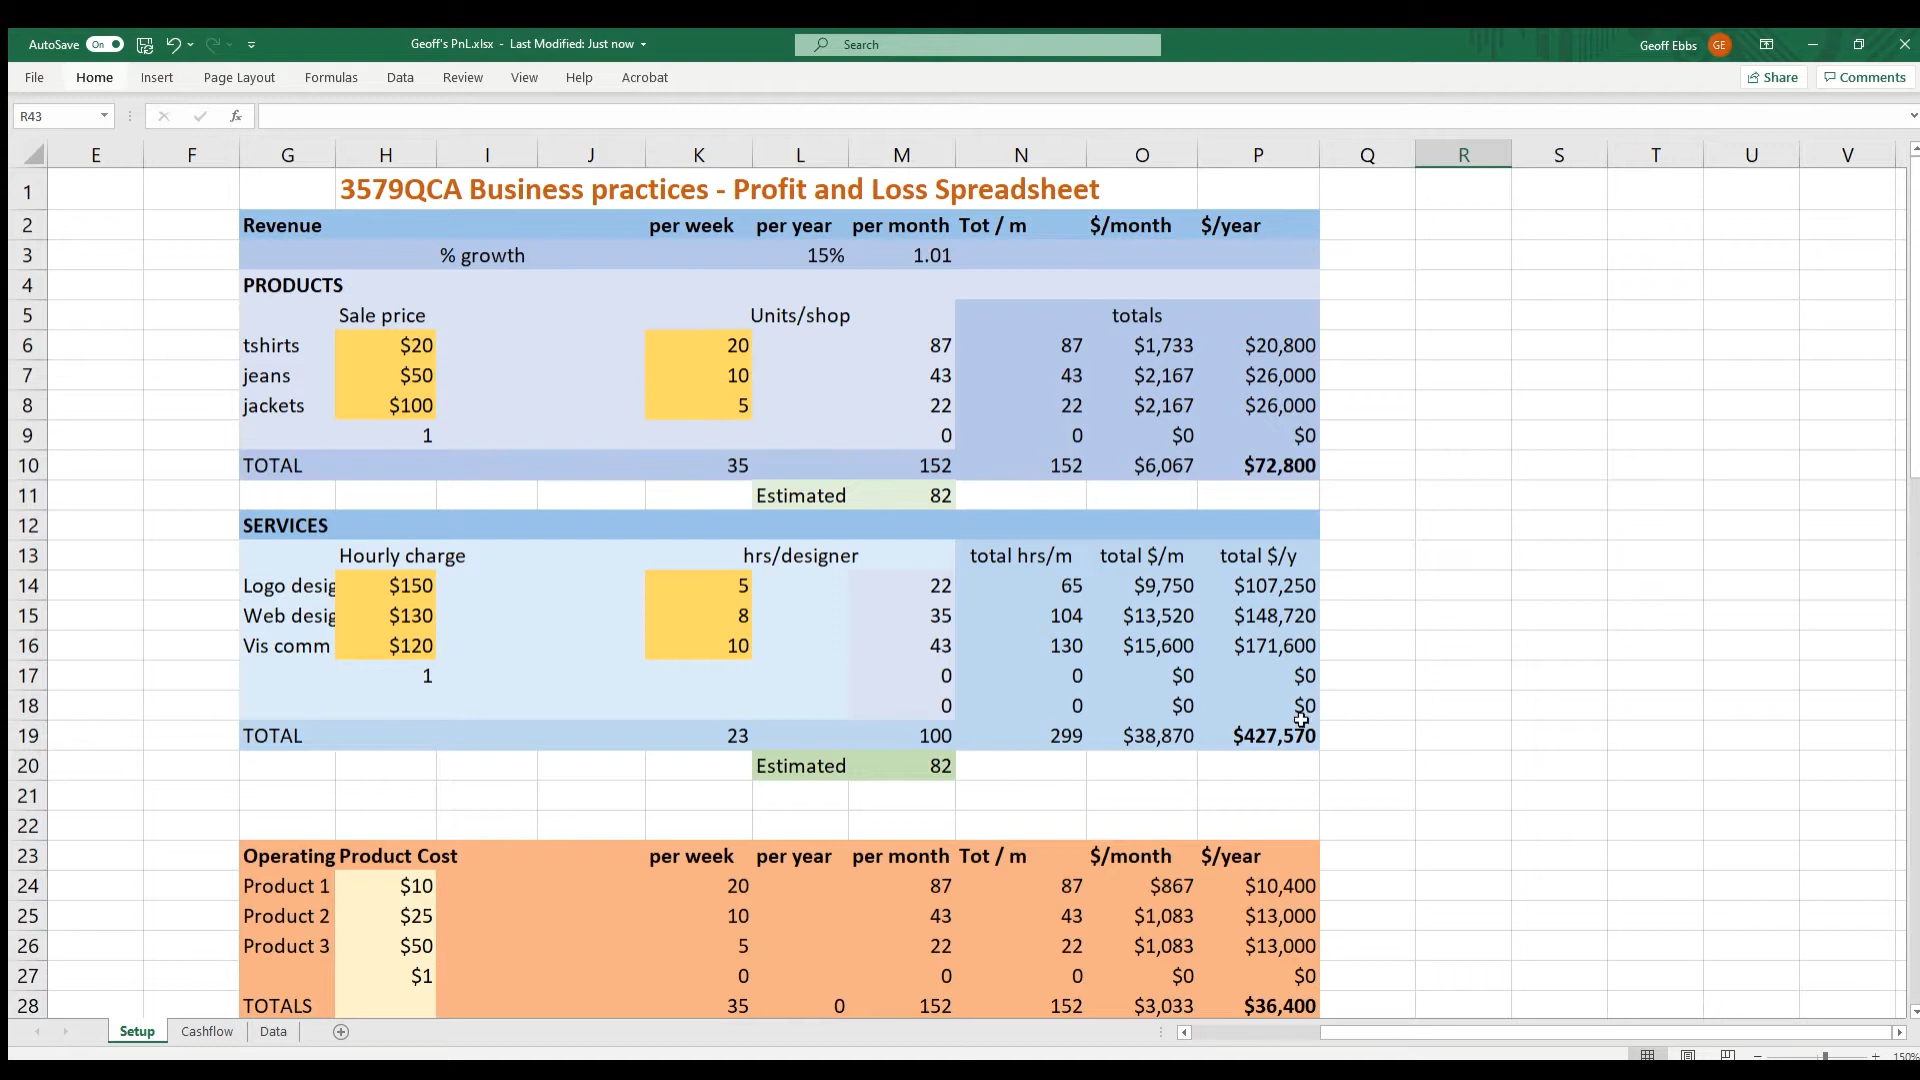 AutoSave On Geoff's PnL.xlsx - Last Modified: Just now Search Geoff Ebbs GE
File Home Insert Page Layout Formulas Data Review View Help Acrobat Share Comments
R43 fx
E F G H I J K L M N O P Q R S T U V
1 3579QCA Business practices - Profit and Loss Spreadsheet
2 Revenue per week per year per month Tot / m $/month $/year
3 % growth 15% 1.01
4 PRODUCTS
5 Sale price Units/shop totals
6 tshirts $20 20 87 87 $1,733 $20,800
7 jeans $50 10 43 43 $2,167 $26,000
8 jackets $100 5 22 22 $2,167 $26,000
9 1 0 0 $0 $0
10 TOTAL 35 152 152 $6,067 $72,800
11 Estimated 82
12 SERVICES
13 Hourly charge hrs/designer total hrs/m total $/m total $/y
14 Logo desig $150 5 22 65 $9,750 $107,250
15 Web desig $130 8 35 104 $13,520 $148,720
16 Vis comm $120 10 43 130 $15,600 $171,600
17 1 0 0 $0 $0
18 0 0 $0 $0
19 TOTAL 23 100 299 $38,870 $427,570
20 Estimated 82
21
22
23 Operating Product Cost per week per year per month Tot / m $/month $/year
24 Product 1 $10 20 87 87 $867 $10,400
25 Product 2 $25 10 43 43 $1,083 $13,000
26 Product 3 $50 5 22 22 $1,083 $13,000
27 $1 0 0 0 $0 $0
28 TOTALS 35 0 152 152 $3,033 $36,400
Setup Cashflow Data
150%